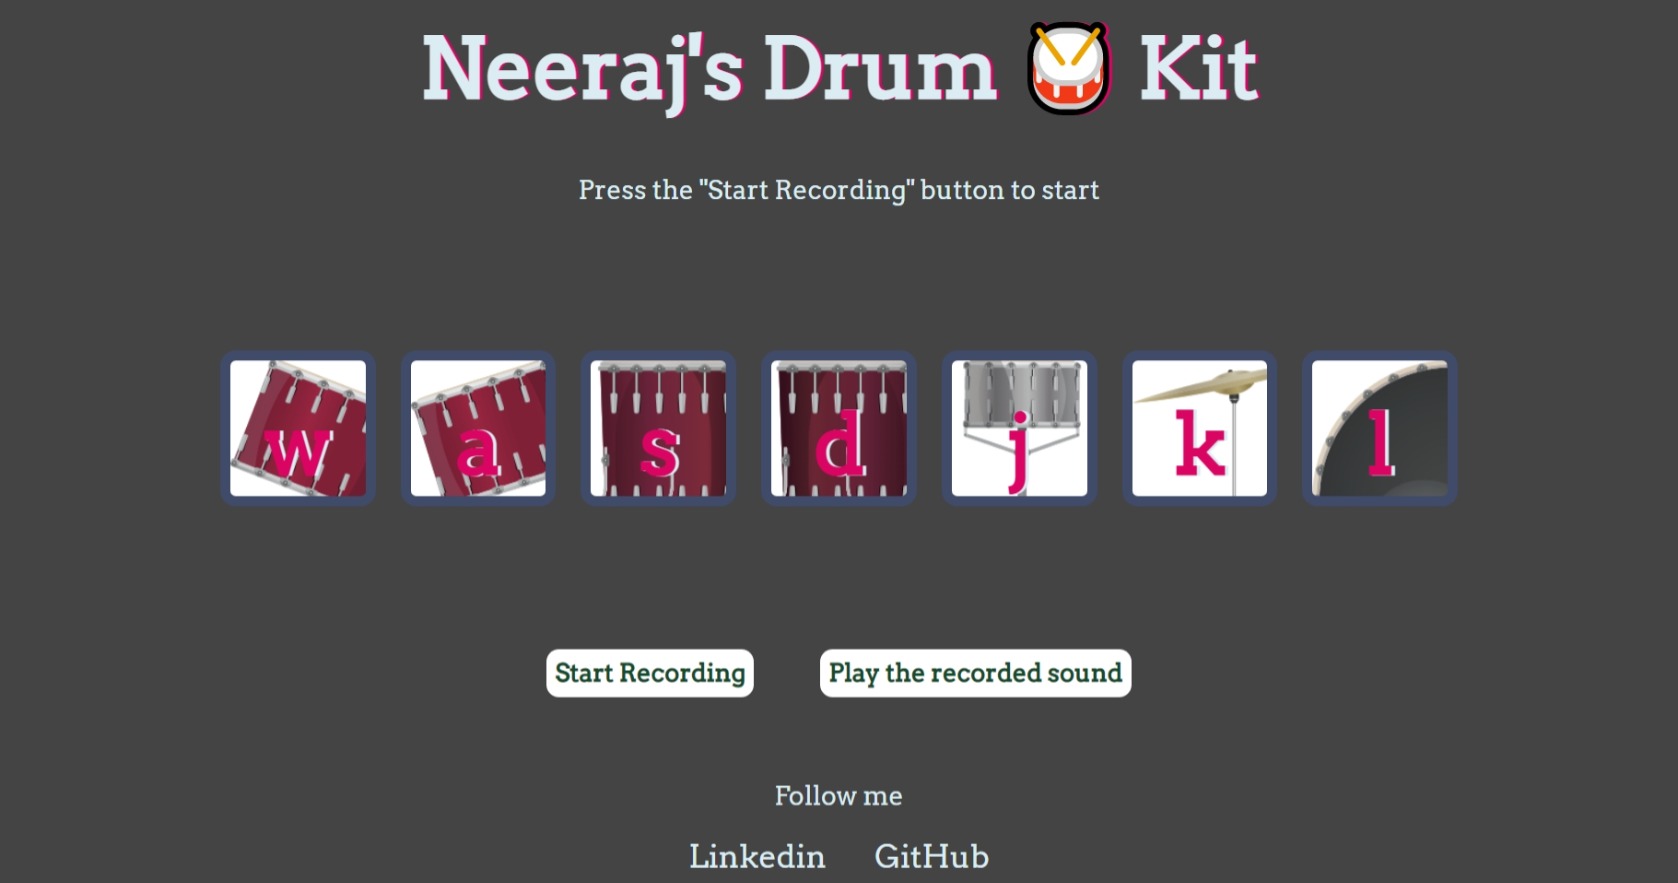 Neeraj's Drum 🥁 Kit
Press the "Start Recording" button to start
w a s d j k l
Start Recording Play the recorded sound
Follow me
Linkedin GitHub